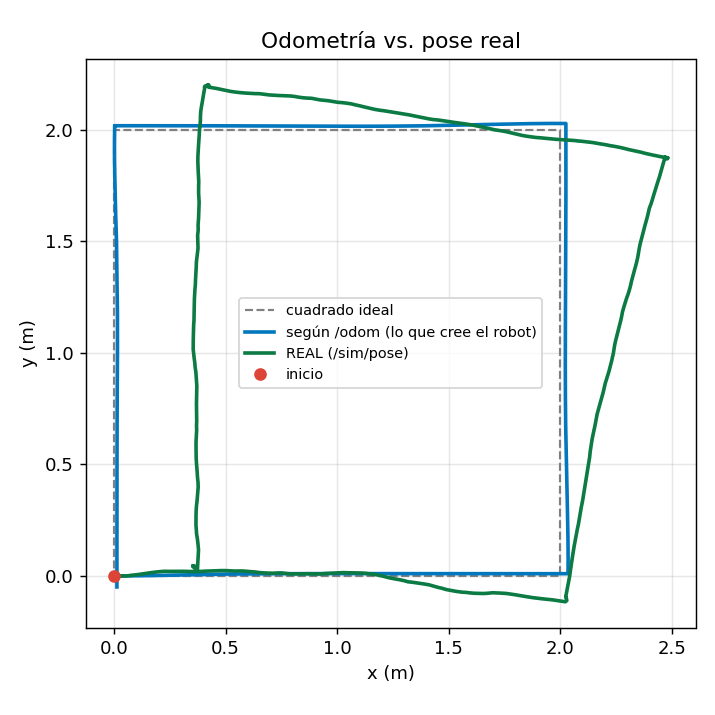 Odometría vs. pose real
y (m)
2.0
1.5
1.0
0.5
0.0
cuadrado ideal
según /odom (lo que cree el robot)
REAL (/sim/pose)
inicio
0.0 0.5 1.0 1.5 2.0 2.5
x (m)